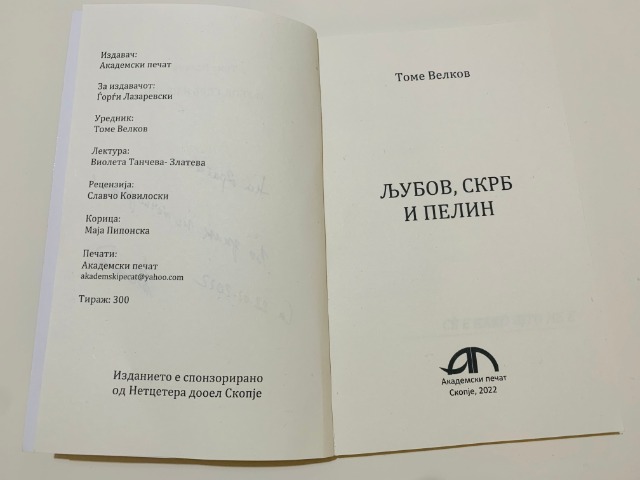 Издавач:
Академски печат
За издавачот:
Ѓорѓи Лазаревски
Уредник:
Томе Велков
Лектура:
Виолета Танчева- Златева
Рецензија:
Славчо Ковилоски
Корица:
Маја Пипонска
Печати:
Академски печат
akademskipecat@yahoo.com
Тираж: 300
Изданието е спонзорирано
од Нетцетера дооел Скопје
Томе Велков
ЉУБОВ, СКРБ
И ПЕЛИН
Академски печат
Скопје, 2022